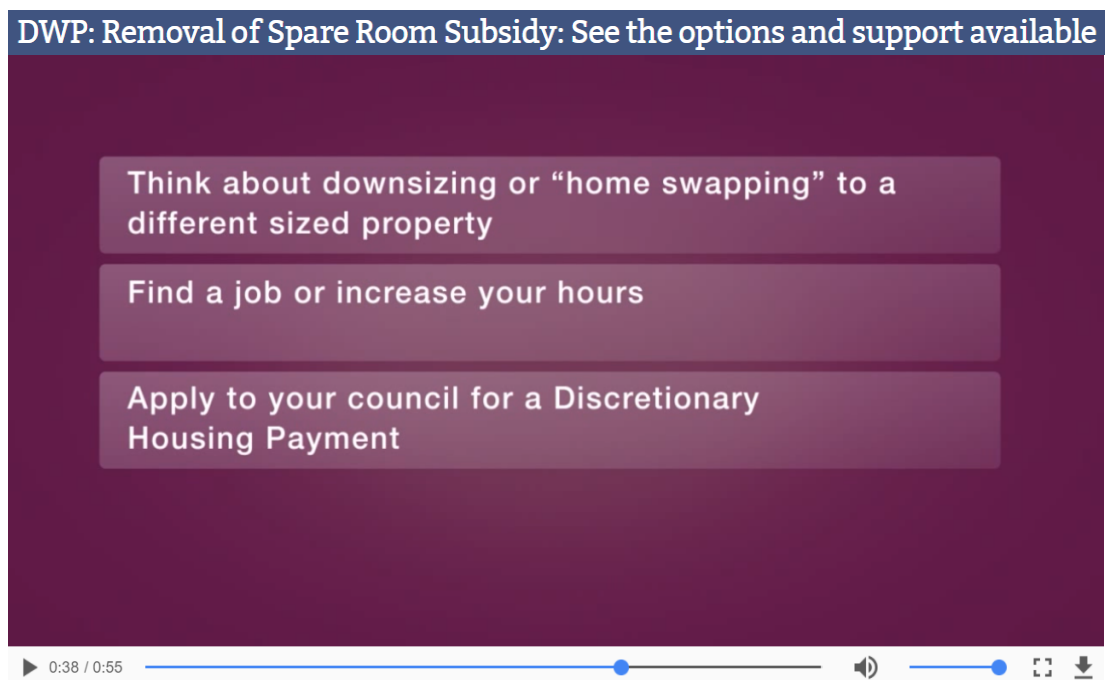 DWP: Removal of Spare Room Subsidy: See the options and support available
Think about downsizing or “home swapping” to a
different sized property
Find a job or increase your hours
Apply to your council for a Discretionary
Housing Payment
0:38 / 0:55